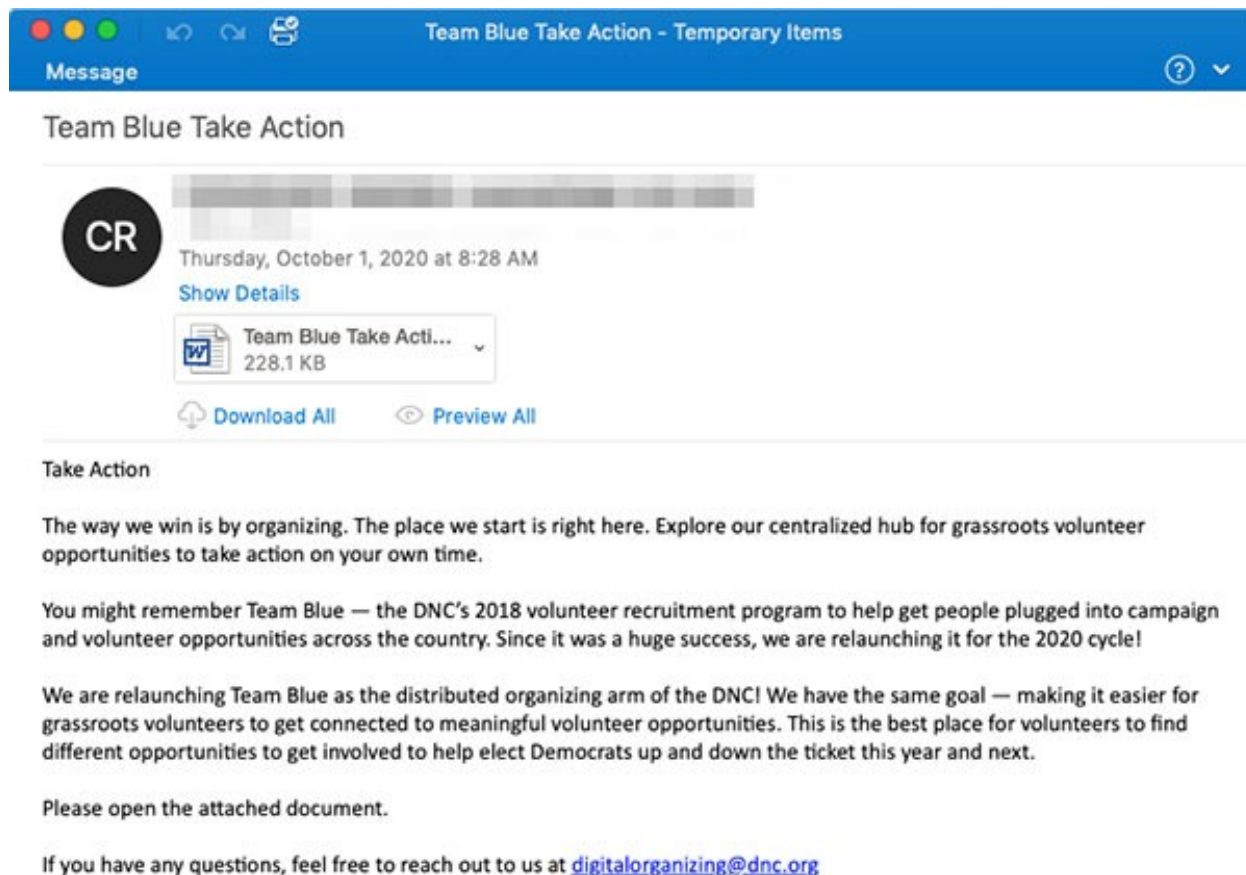 Team Blue Take Action - Temporary Items
Message
?
Team Blue Take Action
CR
Thursday, October 1, 2020 at 8:28 AM
Show Details
W
Team Blue Take Acti...
228.1 KB
Download All Preview All
Take Action
The way we win is by organizing. The place we start is right here. Explore our centralized hub for grassroots volunteer
opportunities to take action on your own time.
You might remember Team Blue — the DNC's 2018 volunteer recruitment program to help get people plugged into campaign
and volunteer opportunities across the country. Since it was a huge success, we are relaunching it for the 2020 cycle!
We are relaunching Team Blue as the distributed organizing arm of the DNC! We have the same goal — making it easier for
grassroots volunteers to get connected to meaningful volunteer opportunities. This is the best place for volunteers to find
different opportunities to get involved to help elect Democrats up and down the ticket this year and next.
Please open the attached document.
If you have any questions, feel free to reach out to us at digitalorganizing@dnc.org